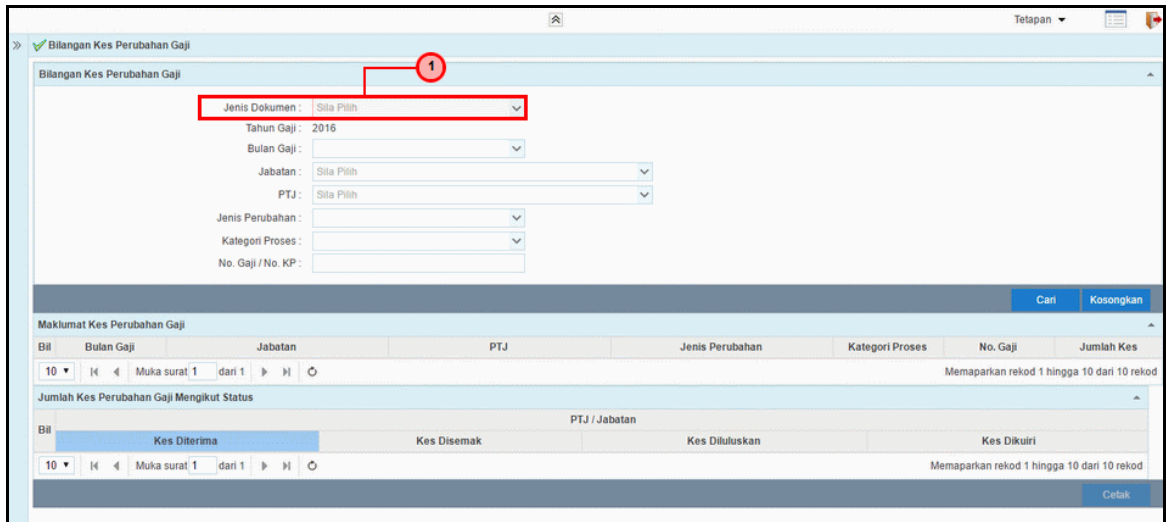 Tetapan
Bilangan Kes Perubahan Gaji
Bilangan Kes Perubahan Gaji
1
Jenis Dokumen : Sila Pilih
Tahun Gaji : 2016
Bulan Gaji :
Jabatan : Sila Pilih
PTJ : Sila Pilih
Jenis Perubahan :
Kategori Proses :
No. Gaji / No. KP :
Cari Kosongkan
Maklumat Kes Perubahan Gaji
Bil Bulan Gaji Jabatan PTJ Jenis Perubahan Kategori Proses No. Gaji Jumlah Kes
10 Muka surat 1 dari 1 Memaparkan rekod 1 hingga 10 dari 10 rekod
Jumlah Kes Perubahan Gaji Mengikut Status
Bil PTJ / Jabatan
Kes Diterima Kes Disemak Kes Diluluskan Kes Dikuiri
10 Muka surat 1 dari 1 Memaparkan rekod 1 hingga 10 dari 10 rekod
Cetak